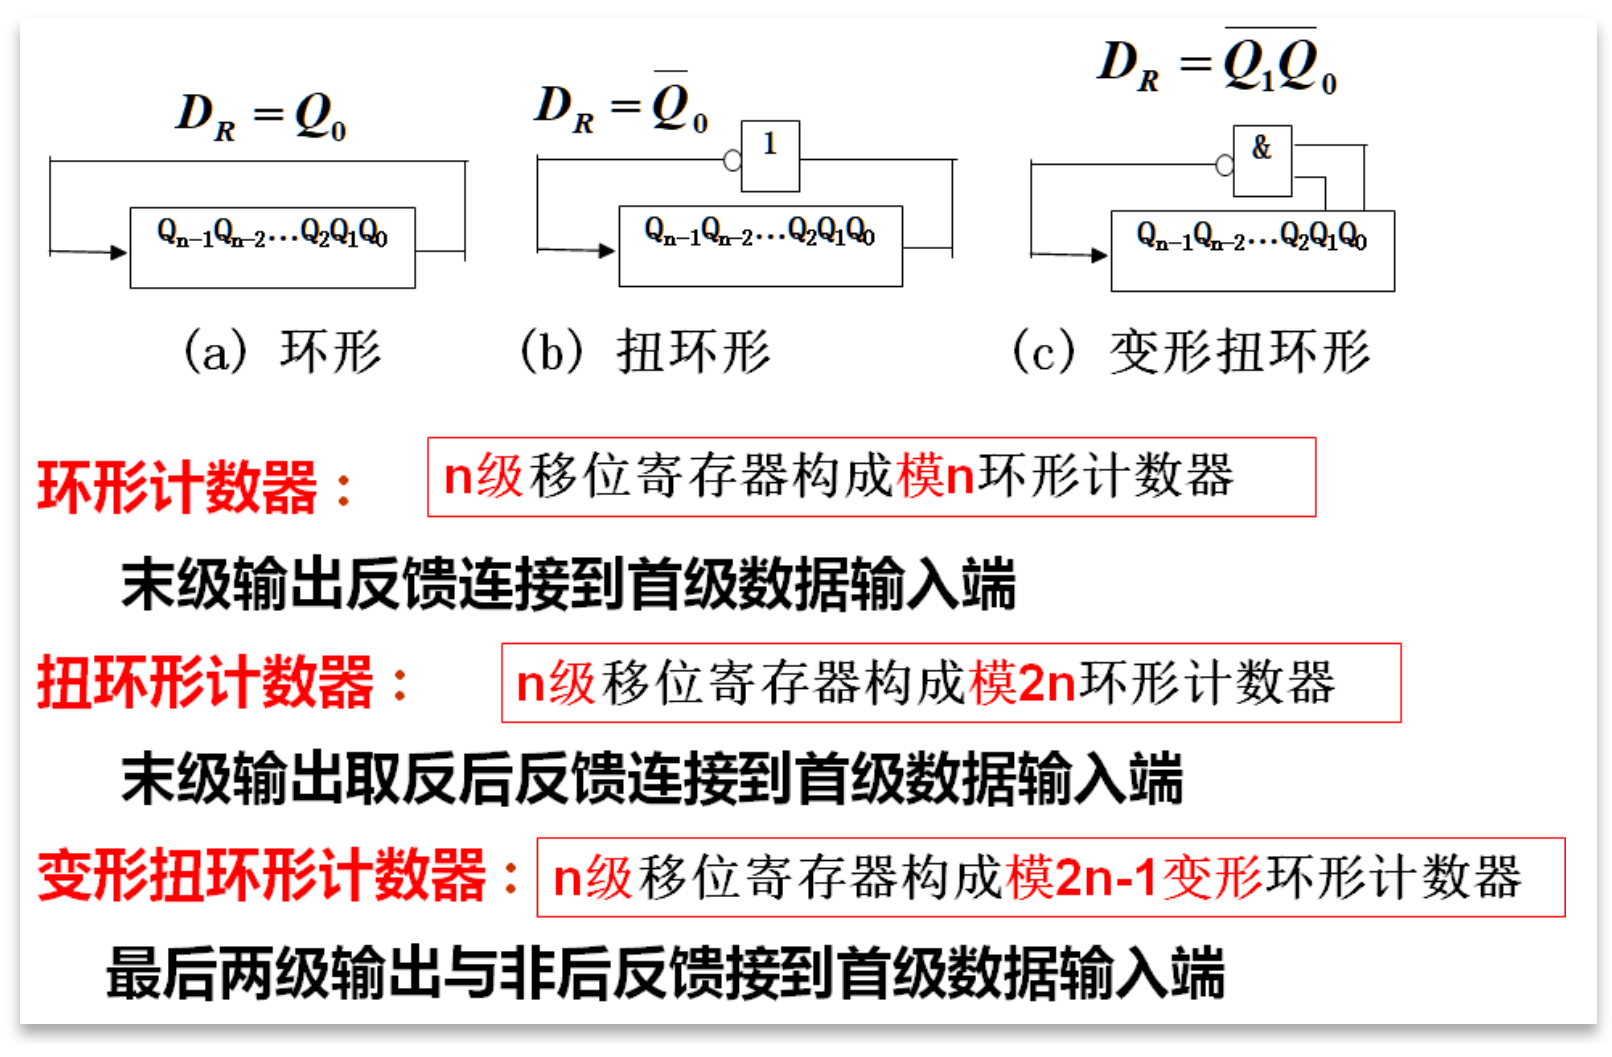 D_R = Q_0
D_R = \overline{Q}_0
D_R = \overline{Q_1Q}_0
1
&
Q_{n-1}Q_{n-2}…Q_2Q_1Q_0
Q_{n-1}Q_{n-2}…Q_2Q_1Q_0
Q_{n-1}Q_{n-2}…Q_2Q_1Q_0
(a) 环形
(b) 扭环形
(c) 变形扭环形
环形计数器： n级移位寄存器构成模n环形计数器
末级输出反馈连接到首级数据输入端
扭环形计数器： n级移位寄存器构成模2n环形计数器
末级输出取反后反馈连接到首级数据输入端
变形扭环形计数器： n级移位寄存器构成模2n-1变形环形计数器
最后两级输出与非后反馈接到首级数据输入端